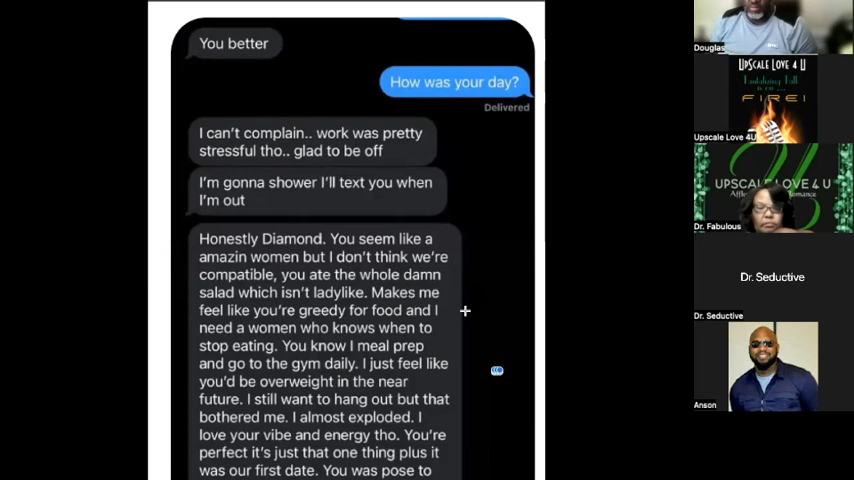 You better
How was your day?
Delivered
I can't complain.. work was pretty
stressful tho.. glad to be off
I'm gonna shower I'll text you when
I'm out
Honestly Diamond. You seem like a
amazin women but I don't think we're
compatible, you ate the whole damn
salad which isn't ladylike. Makes me
feel like you're greedy for food and I
need a women who knows when to
stop eating. You know I meal prep
and go to the gym daily. I just feel like
you'd be overweight in the near
future. I still want to hang out but that
bothered me. I almost exploded. I
love your vibe and energy tho. You're
perfect it's just that one thing plus it
was our first date. You was pose to
Douglas
UpScale Love 4 U
Tantalizing Talk
is on
FIRE!
Upscale Love 4U
UPSCALE LOVE 4 U
Dr. Fabulous
Dr. Seductive
Dr. Seductive
Anson